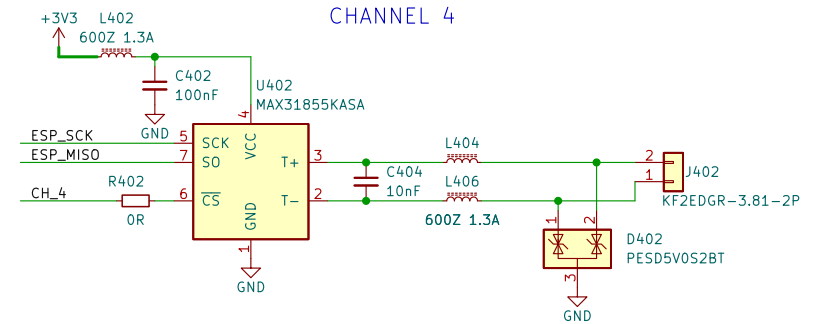 CHANNEL 4
+3V3
L402
600Z 1.3A
C402
100nF
GND
U402
MAX31855KASA
4
VCC
ESP_SCK
5
SCK
ESP_MISO
7
SO
T+
3
CH_4
R402
0R
6
CS
T-
2
GND
1
GND
C404
10nF
L404
L406
600Z 1.3A
2
1
J402
KF2EDGR-3.81-2P
1
2
D402
PESD5V0S2BT
3
GND